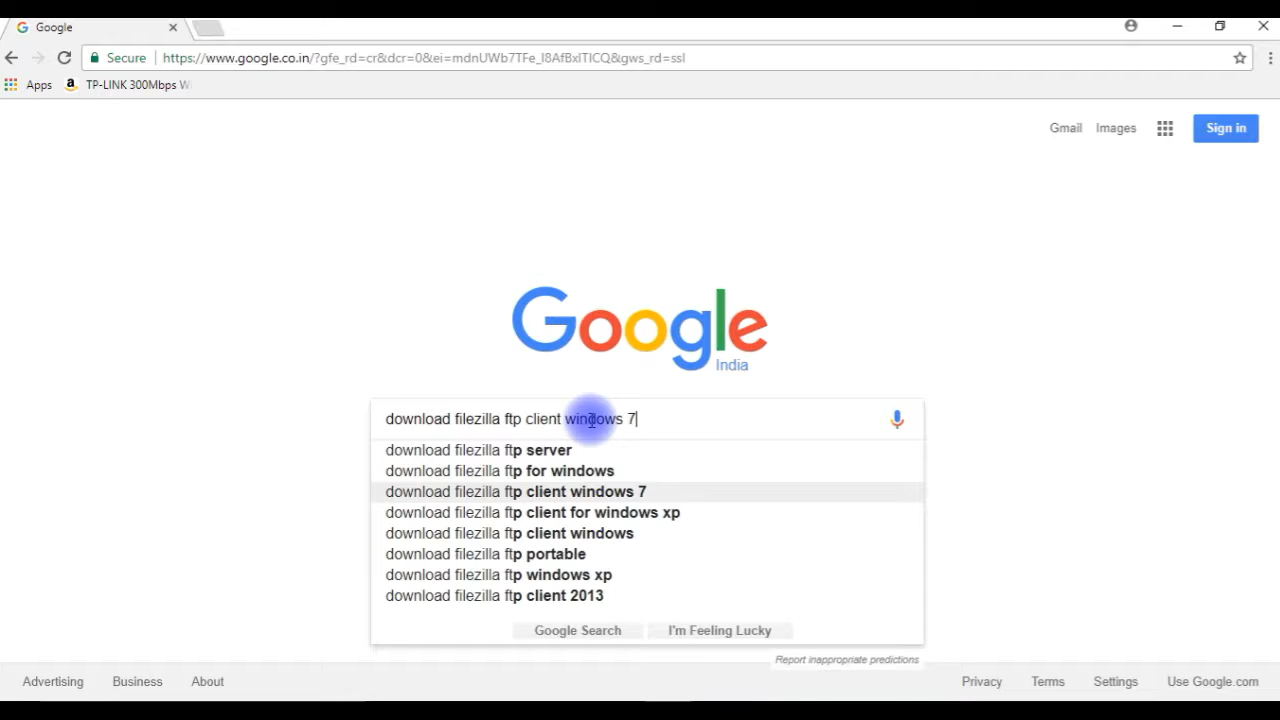 Google
Secure
https://www.google.co.in/?gfe_rd=cr&dcr=0&ei=mdnUWb7TFe_I8AfBxITICQ&gws_rd=ssl
Apps
TP-LINK 300Mbps W
Gmail Images
Sign in
Google
India
download filezilla ftp client windows 7
download filezilla ftp server
download filezilla ftp for windows
download filezilla ftp client windows 7
download filezilla ftp client for windows xp
download filezilla ftp client windows
download filezilla ftp portable
download filezilla ftp windows xp
download filezilla ftp client 2013
Google Search I'm Feeling Lucky
Report inappropriate predictions
Advertising Business About Privacy Terms Settings Use Google.com